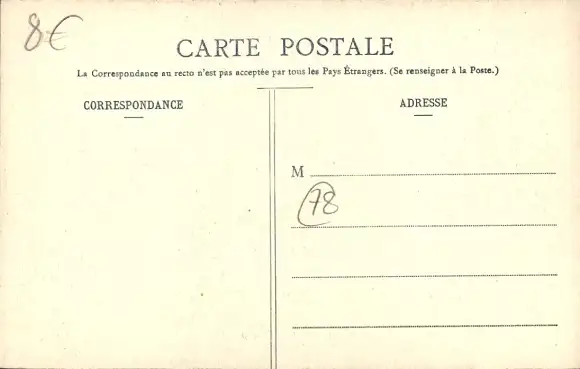 8€
CARTE POSTALE
La Correspondance au recto n'est pas acceptée par tous les Pays Étrangers. (Se renseigner à la Poste.)
CORRESPONDANCE
ADRESSE
M
78